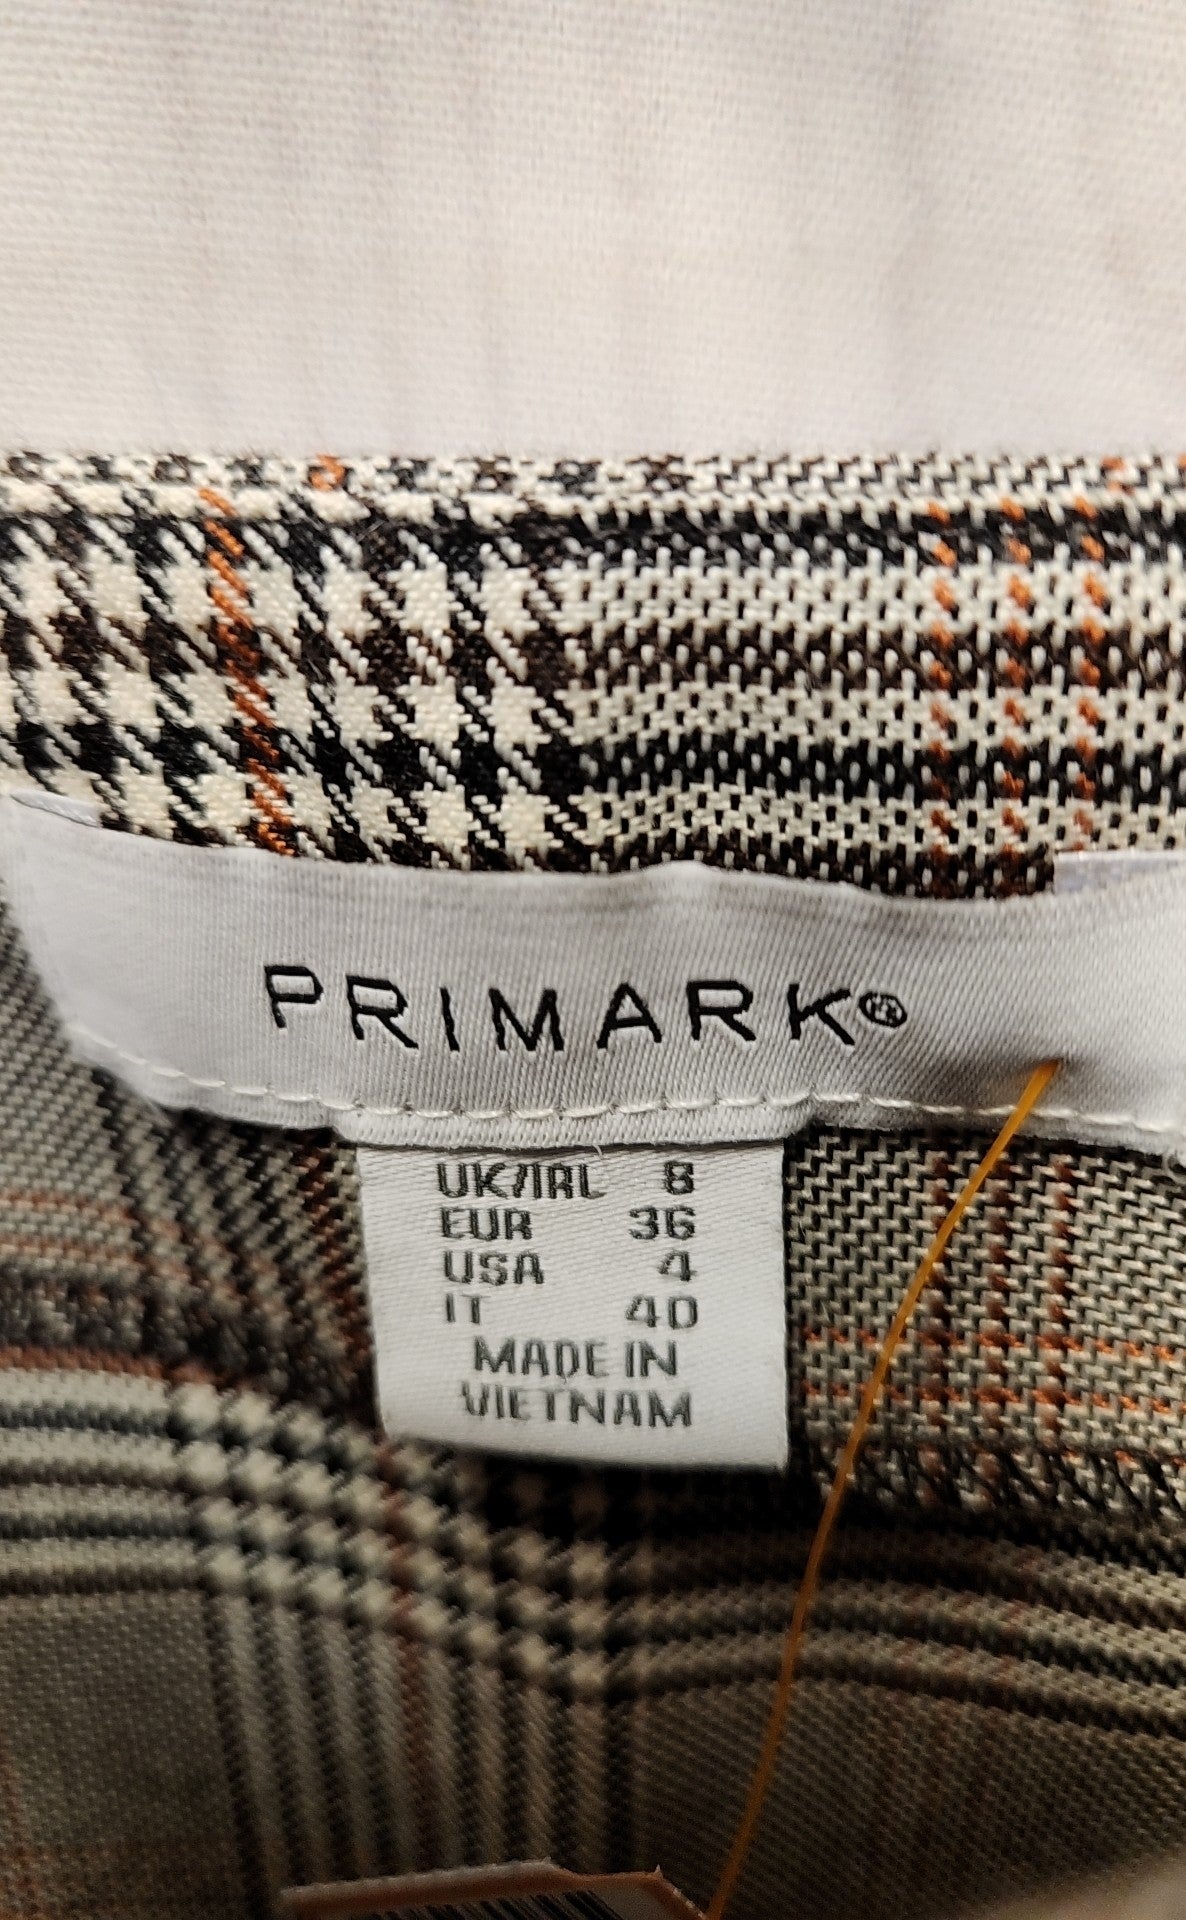 PRIMARK®
UK/IRL 8
EUR 36
USA 4
IT 40
MADE IN
VIETNAM